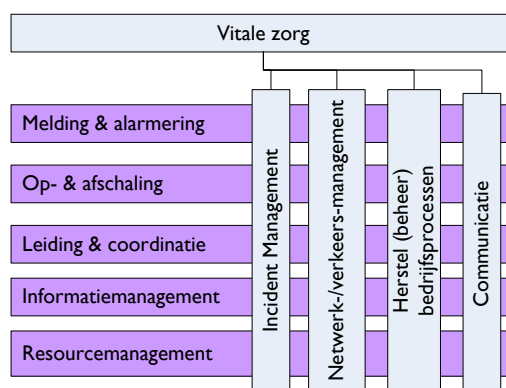 Vitale zorg
Melding & alarmering
Op- & afschaling
Leiding & coordinatie
Informatiemanagement
Resourcemanagement
Incident Management
Netwerk-/verkeers-management
Herstel (beheer)
bedrijfsprocessen
Communicatie